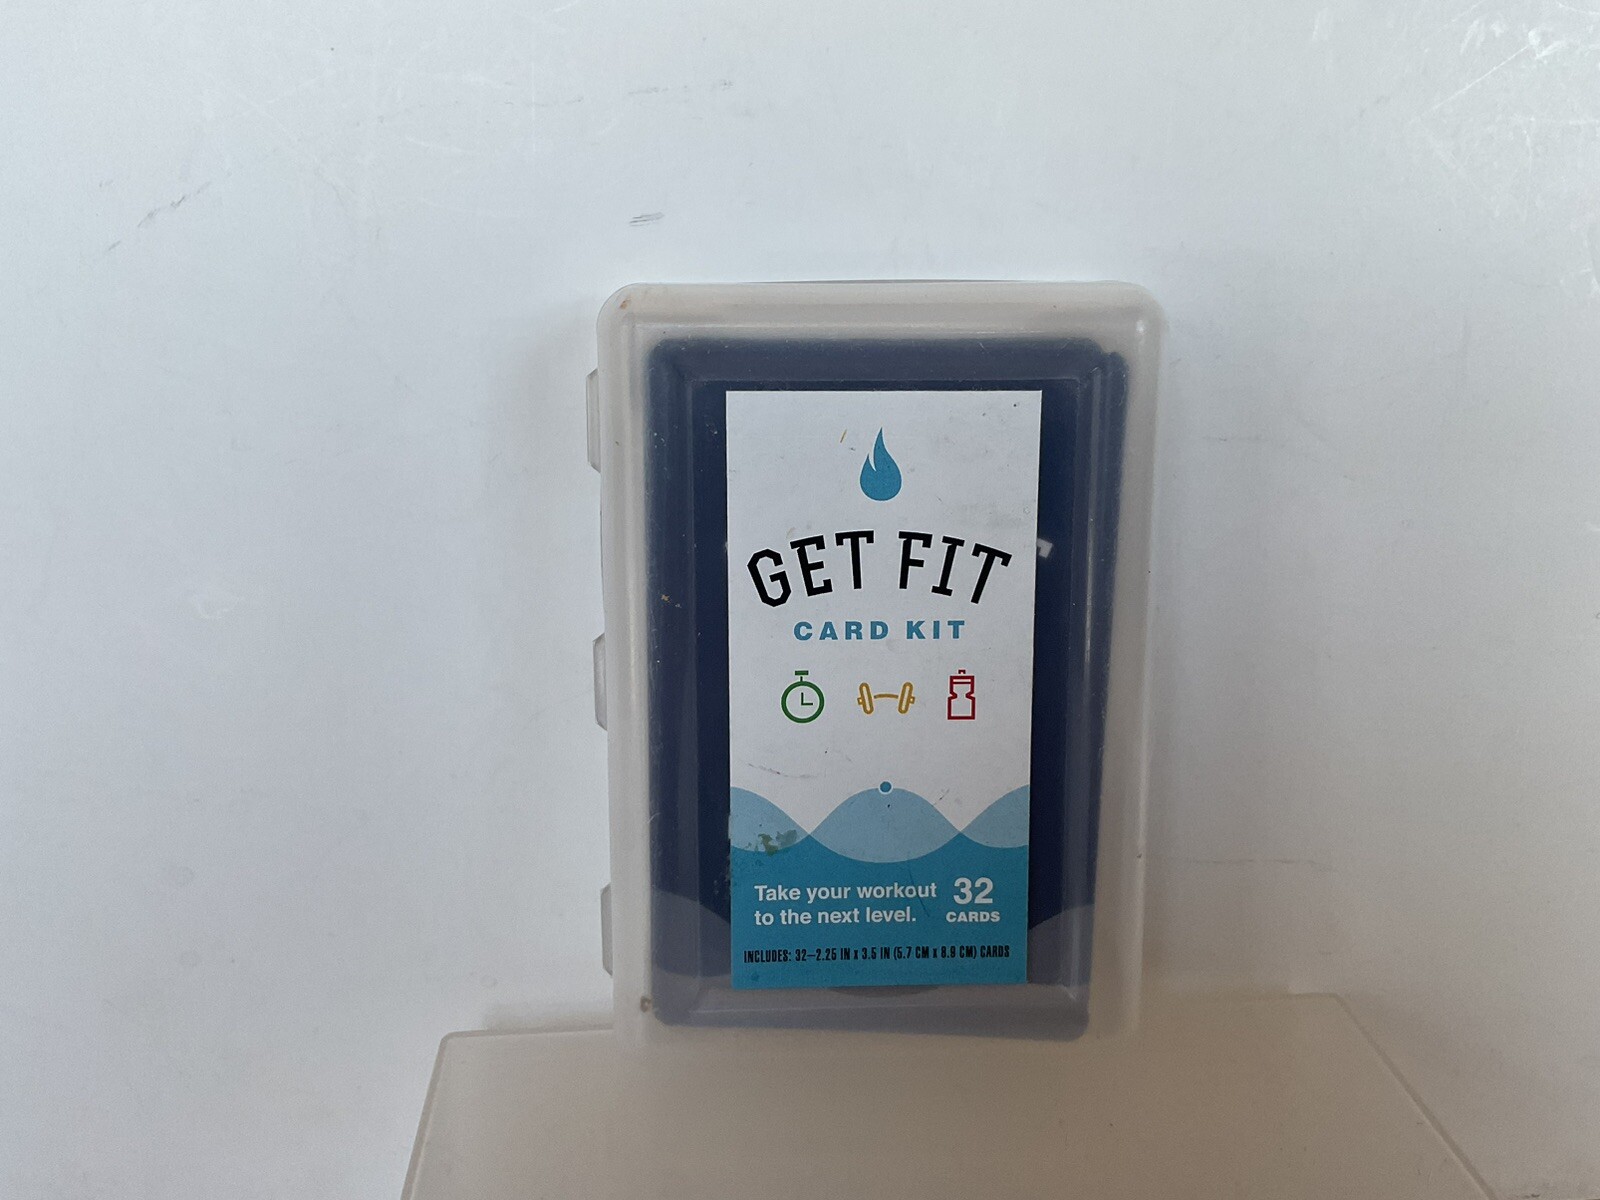 GET FIT
CARD KIT
Take your workout
to the next level.
32
CARDS
INCLUDES: 32–2.25 IN x 3.5 IN (5.7 CM x 8.9 CM) CARDS